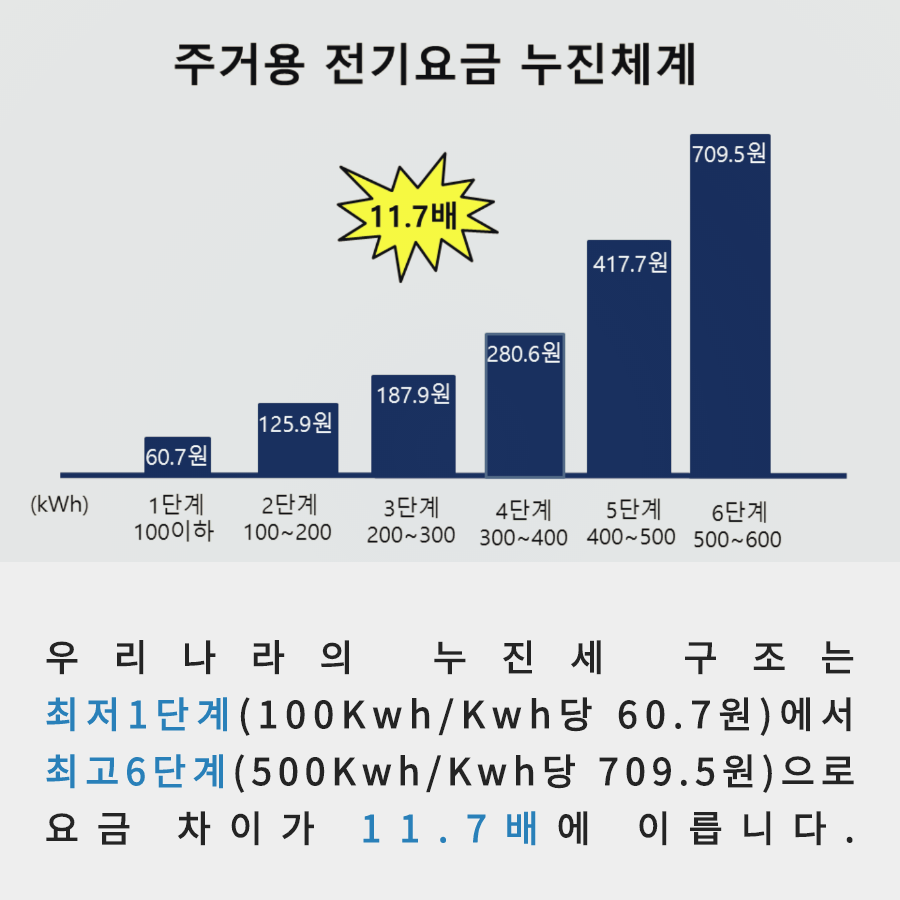 주거용 전기요금 누진체계
11.7배
60.7원
125.9원
187.9원
280.6원
417.7원
709.5원
(kWh)
1단계
100이하
2단계
100~200
3단계
200~300
4단계
300~400
5단계
400~500
6단계
500~600
우리나라의 누진세 구조는
최저1단계(100Kwh/Kwh당 60.7원)에서
최고6단계(500Kwh/Kwh당 709.5원)으로
요금 차이가 11.7배에 이릅니다.